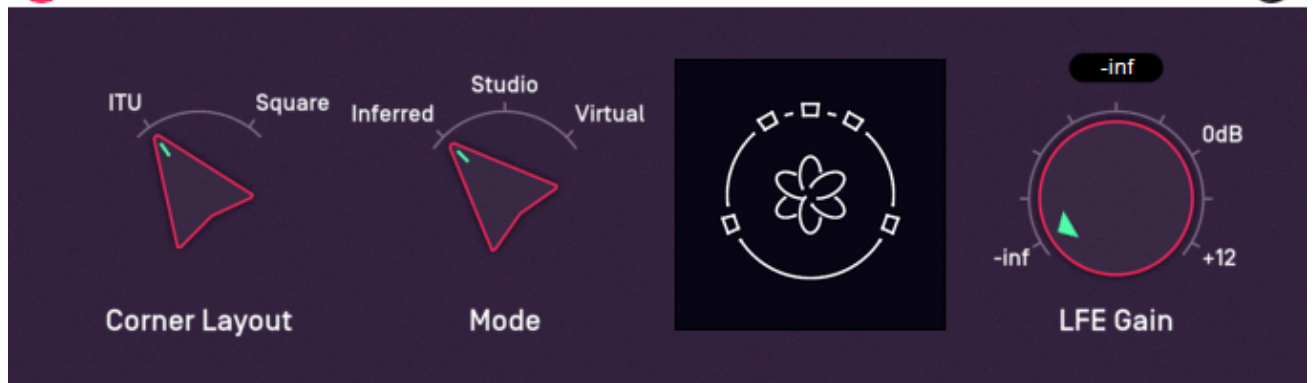 ITU
Square
Corner Layout
Inferred
Studio
Virtual
Mode
-inf
0dB
-inf
+12
LFE Gain